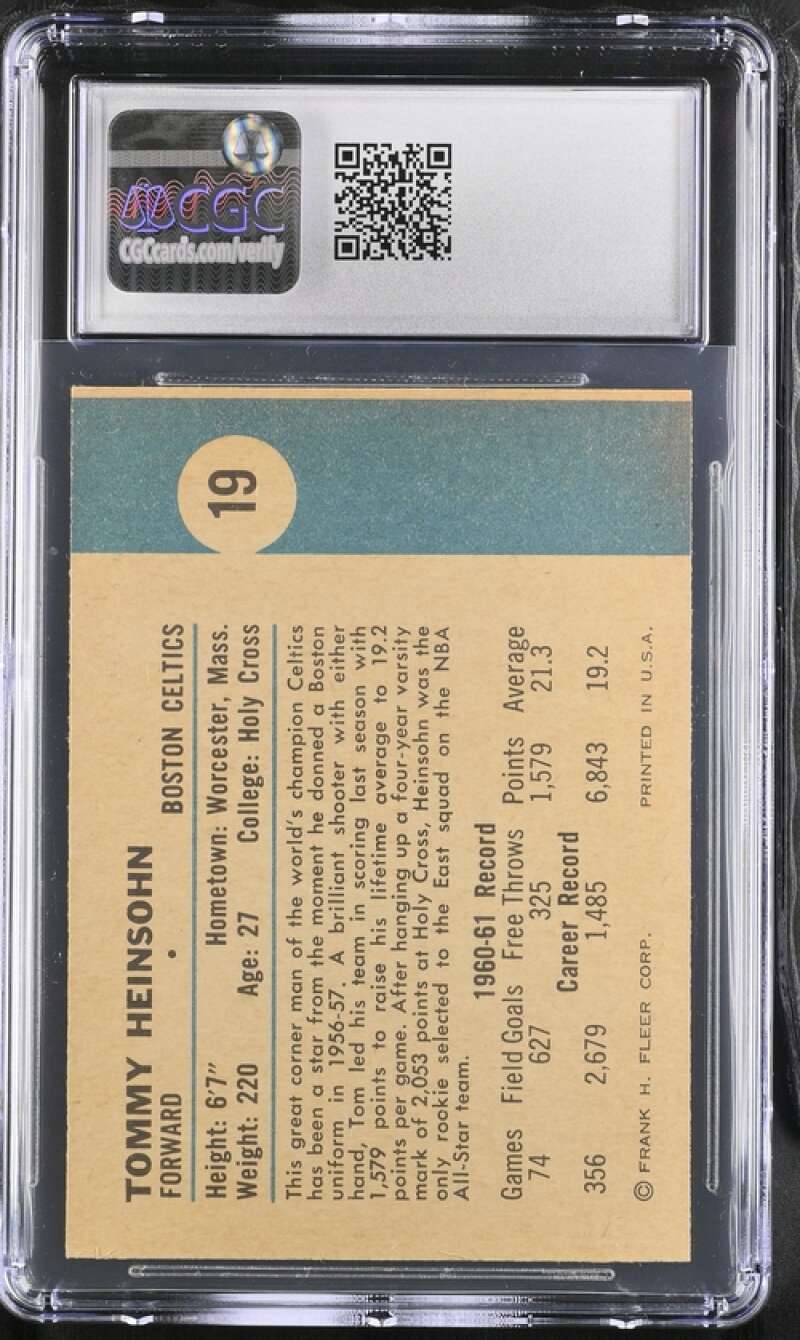 CGC
CGCcards.com/verify
19
TOMMY HEINSOHN
FORWARD • BOSTON CELTICS
Height: 6'7" Hometown: Worcester, Mass.
Weight: 220 Age: 27 College: Holy Cross
This great corner man of the world's champion Celtics
has been a star from the moment he donned a Boston
uniform in 1956-57. A brilliant shooter with either
hand, Tom led his team in scoring last season with
1,579 points to raise his lifetime average to 19.2
points per game. After hanging up a four-year varsity
mark of 2,053 points at Holy Cross, Heinsohn was the
only rookie selected to the East squad on the NBA
All-Star team.
1960-61 Record
Games Field Goals Free Throws Points Average
74 627 325 1,579 21.3
Career Record
356 2,679 1,485 6,843 19.2
© FRANK H. FLEER CORP. PRINTED IN U.S.A.